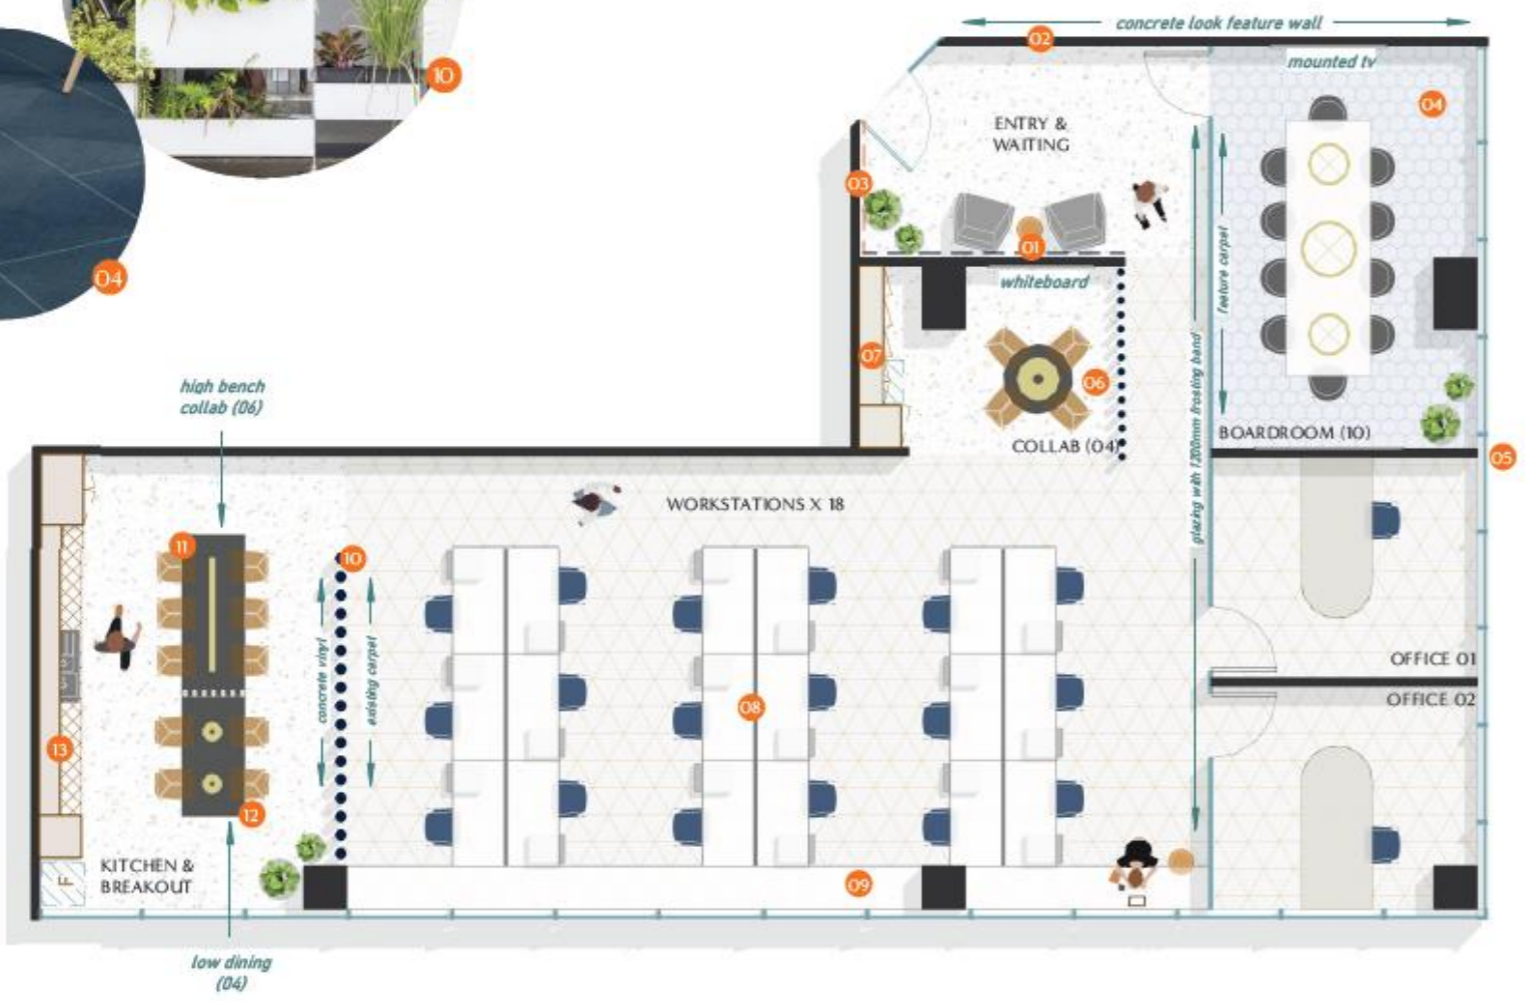 concrete look feature wall
02
10
mounted tv
04
ENTRY &
WAITING
03
01
04
feature carpet
whiteboard
07
06
glazing with 1200mm frosting band
high bench
collab (06)
COLLAB (04)
BOARDROOM (10)
05
WORKSTATIONS X 18
11
10
concrete vinyl
existing carpet
OFFICE 01
OFFICE 02
08
13
12
KITCHEN &
BREAKOUT
F
09
low dining
(04)